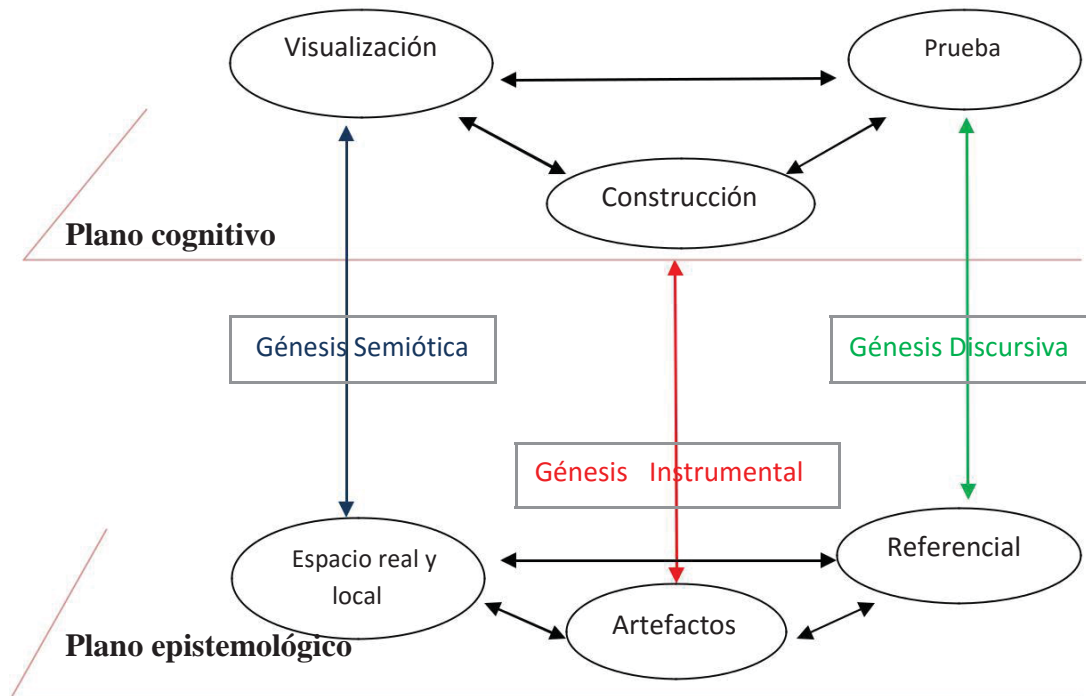 Visualización
Prueba
Construcción
Plano cognitivo
Génesis Semiótica
Génesis Discursiva
Génesis Instrumental
Referencial
Espacio real y
local
Artefactos
Plano epistemológico